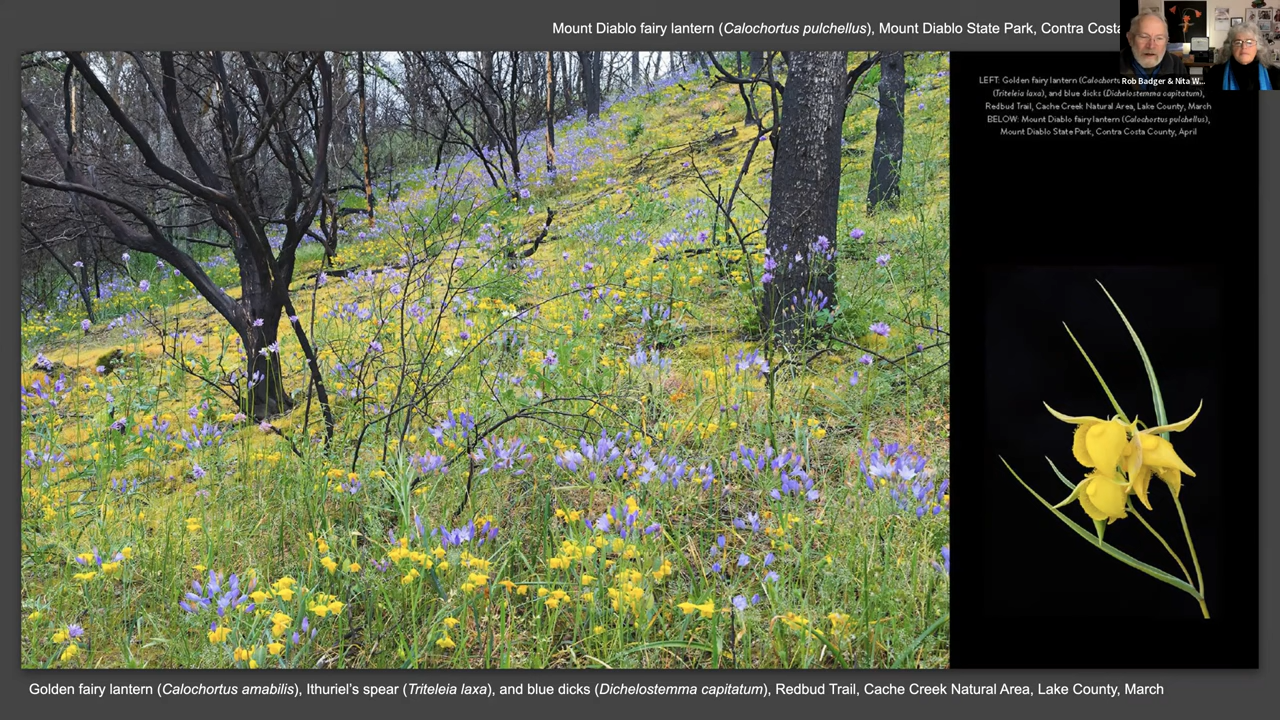 Mount Diablo fairy lantern (Calochortus pulchellus), Mount Diablo State Park, Contra Costa
Rob Badger & Nita W...
LEFT: Golden fairy lantern (Calochort
(Triteleia laxa), and blue dicks (Dichelostemma capitatum),
Redbud Trail, Cache Creek Natural Area, Lake County, March
BELOW: Mount Diablo fairy lantern (Calochortus pulchellus),
Mount Diablo State Park, Contra Costa County, April
Golden fairy lantern (Calochortus amabilis), Ithuriel's spear (Triteleia laxa), and blue dicks (Dichelostemma capitatum), Redbud Trail, Cache Creek Natural Area, Lake County, March